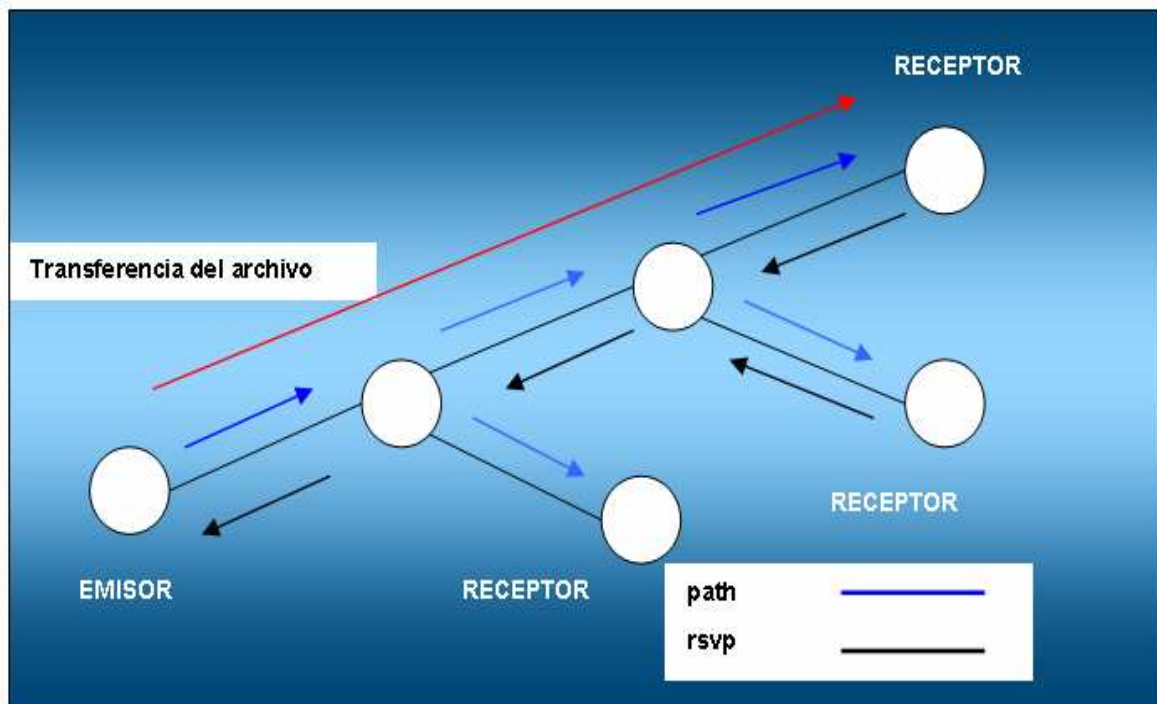 RECEPTOR
Transferencia del archivo
RECEPTOR
EMISOR
RECEPTOR
path
rsvp